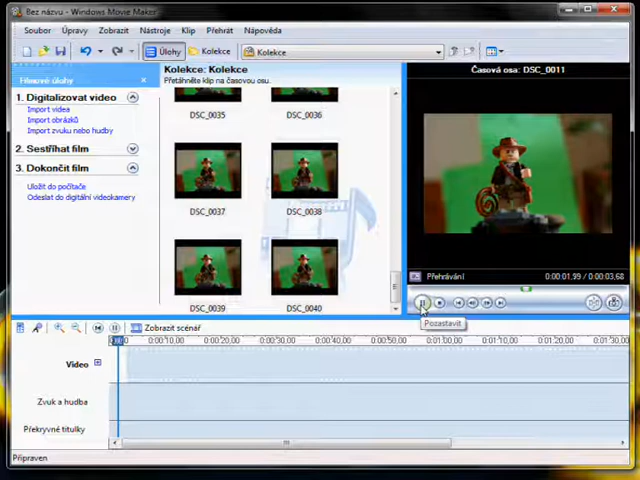 Bez názvu - Windows Movie Maker
Soubor Úpravy Zobrazit Nástroje Klip Přehrát Nápověda
Úlohy Kolekce Kolekce
Filmové úlohy
1. Digitalizovat video
Import videa
Import obrázků
Import zvuku nebo hudby
2. Sestříhat film
3. Dokončit film
Uložit do počítače
Odeslat do digitální videokamery
Kolekce: Kolekce
Přetáhněte klip na časovou osu.
DSC_0035 DSC_0036
DSC_0037 DSC_0038
DSC_0039 DSC_0040
Časová osa: DSC_0011
Přehrávání 0:00:01,99 / 0:00:03,68
Pozastavit
Zobrazit scénář
0:00:10,00 0:00:20,00 0:00:30,00 0:00:40,00 0:00:50,00 0:01:00,00 0:01:10,00 0:01:20,00 0:01:30,00
Video
Zvuk a hudba
Překryvné titulky
Připraven